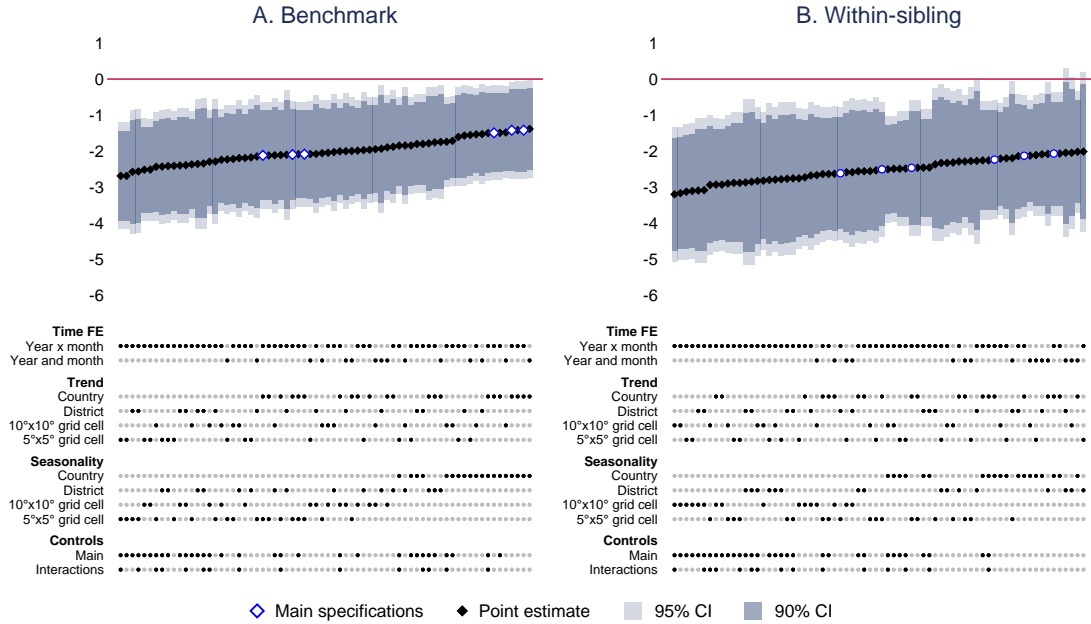 A. Benchmark
1
0
-1
-2
-3
-4
-5
-6
Time FE
Year x month
Year and month
Trend
Country
District
10°x10° grid cell
5°x5° grid cell
Seasonality
Country
District
10°x10° grid cell
5°x5° grid cell
Controls
Main
Interactions
B. Within-sibling
1
0
-1
-2
-3
-4
-5
-6
Time FE
Year x month
Year and month
Trend
Country
District
10°x10° grid cell
5°x5° grid cell
Seasonality
Country
District
10°x10° grid cell
5°x5° grid cell
Controls
Main
Interactions
Main specifications Point estimate 95% CI 90% CI